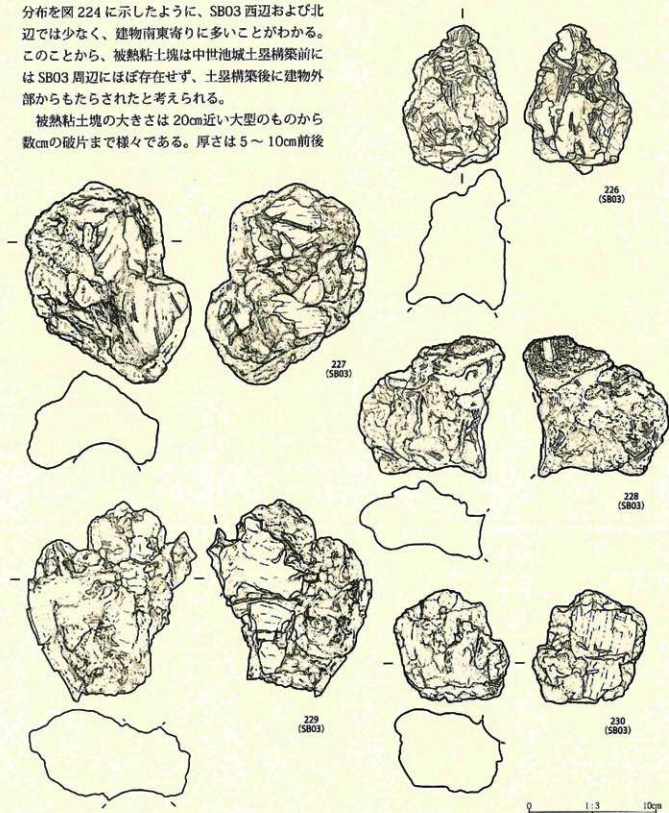 分布を図 224 に示したように、SB03 西辺および北
辺では少なく、建物南東寄りに多いことがわかる。
このことから、被熱粘土塊は中世池城土塁構築前に
は SB03 周辺にほぼ存在せず、土塁構築後に建物外
部からもたらされたと考えられる。
被熱粘土塊の大きさは 20㎝近い大型のものから
数㎝の破片まで様々である。厚さは 5 ～ 10㎝前後
226
(SB03)
227
(SB03)
228
(SB03)
229
(SB03)
230
(SB03)
0 1:3 10cm